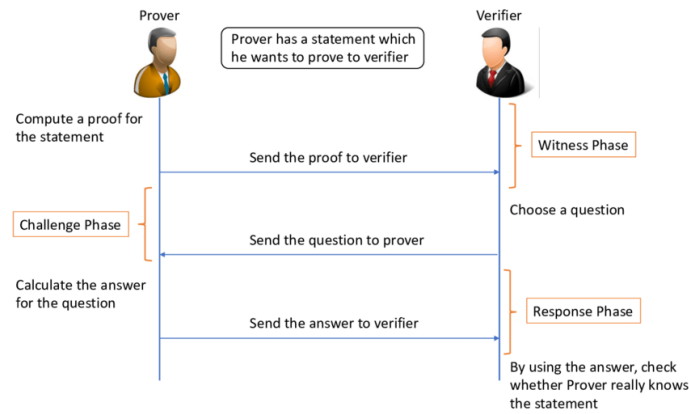 Prover
Verifier
Prover has a statement which
he wants to prove to verifier
Compute a proof for
the statement
Witness Phase
Send the proof to verifier
Choose a question
Challenge Phase
Send the question to prover
Calculate the answer
for the question
Response Phase
Send the answer to verifier
By using the answer, check
whether Prover really knows
the statement